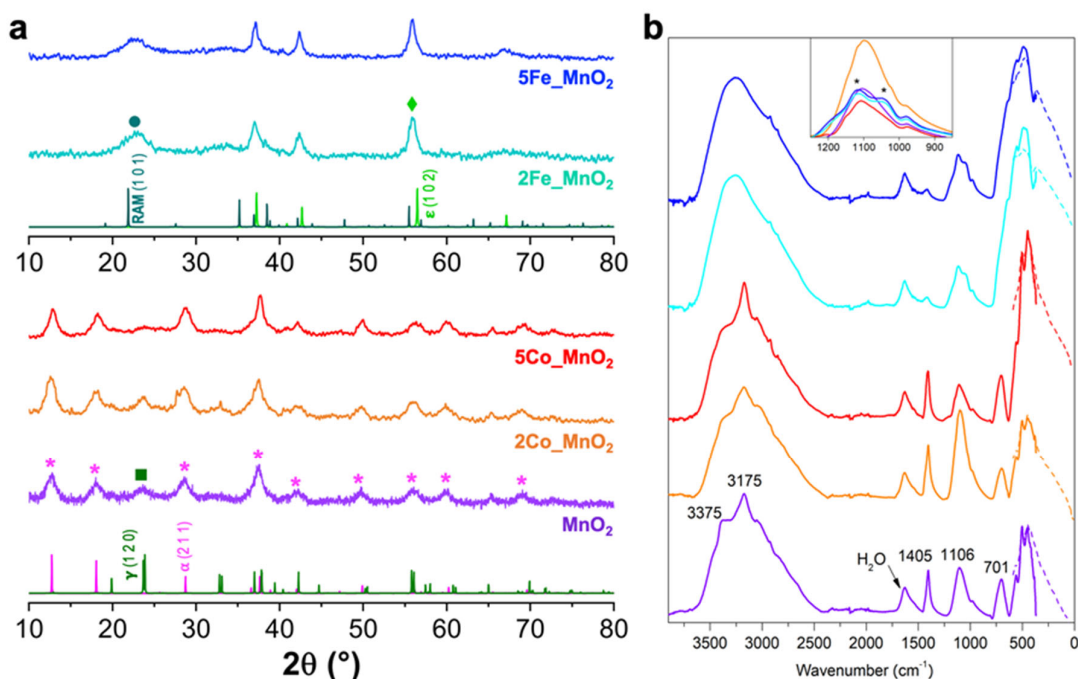 a
5Fe_MnO₂
2Fe_MnO₂
RAM (1 0 1)
ε (1 0 2)
10 20 30 40 50 60 70 80
5Co_MnO₂
2Co_MnO₂
* * * * * * * * *
MnO₂
γ (1 2 0)
α (2 1 1)
10 20 30 40 50 60 70 80
2θ (°)
b
* *
1200 1100 1000 900
3375
3175
H₂O
1405
1106
701
3500 3000 2500 2000 1500 1000 500 0
Wavenumber (cm⁻¹)